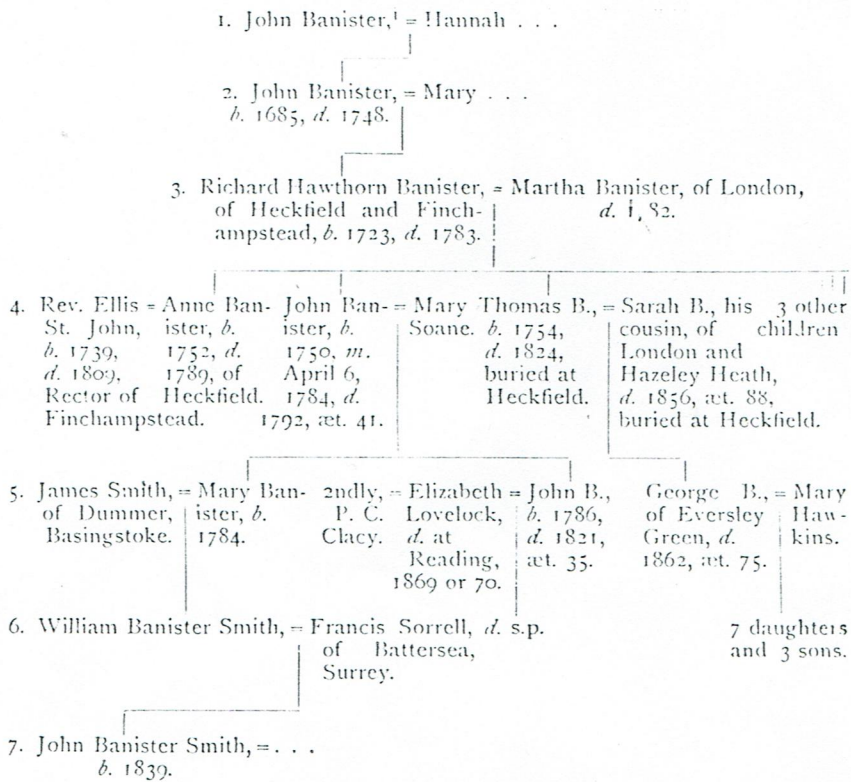 1. John Banister,¹ = Hannah . . .
2. John Banister, = Mary . . .
b. 1685, d. 1748.
3. Richard Hawthorn Banister, = Martha Banister, of London,
of Heckfield and Finch-
ampstead, b. 1723, d. 1783.
d. 82.
4. Rev. Ellis = Anne Ban-
St. John, ister, b.
b. 1739, 1752, d.
d. 1809, 1789, of
Rector of Heckfield.
Finchampstead.
John Ban- = Mary
ister, b. Soane.
1750, m.
April 6,
1784, d.
1792, æt. 41.
Thomas B., = Sarah B., his
b. 1754, cousin, of
d. 1824, London and
buried at Hazeley Heath,
Heckfield. d. 1856, æt. 88,
buried at Heckfield.
3 other
children
5. James Smith, = Mary Ban-
of Dummer, ister, b.
Basingstoke. 1784.
2ndly, = Elizabeth = John B.,
P. C. Lovelock, b. 1786,
Clacy. d. at d. 1821,
Reading, æt. 35.
1869 or 70.
George B., = Mary
of Eversley Haw-
Green, d. kins.
1862, æt. 75.
6. William Banister Smith, = Francis Sorrell, d. s.p.
of Battersea,
Surrey.
7 daughters
and 3 sons.
7. John Banister Smith, = . . .
b. 1839.